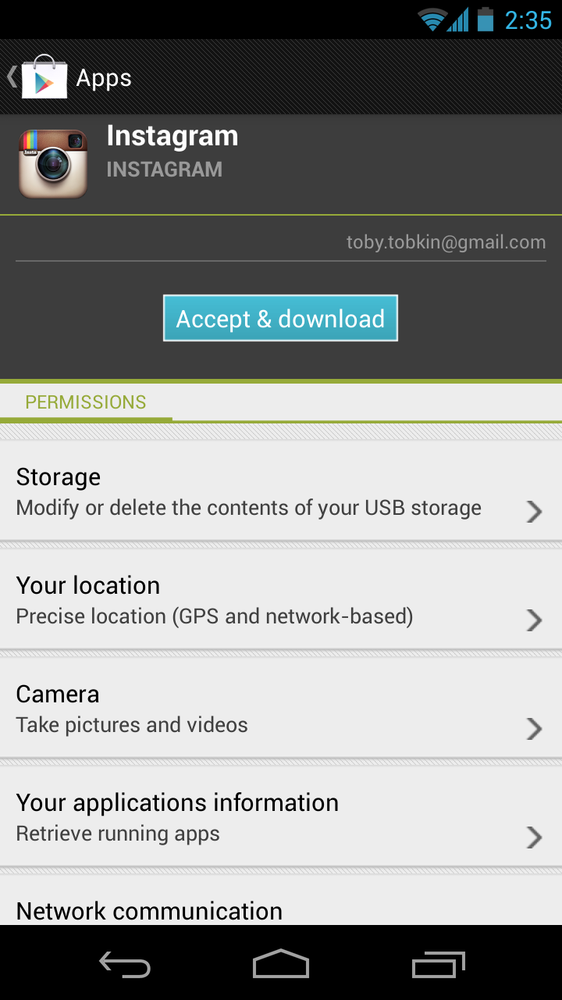 2:35
Apps
Insta
Instagram
INSTAGRAM
toby.tobkin@gmail.com
Accept & download
PERMISSIONS
Storage
Modify or delete the contents of your USB storage
Your location
Precise location (GPS and network-based)
Camera
Take pictures and videos
Your applications information
Retrieve running apps
Network communication